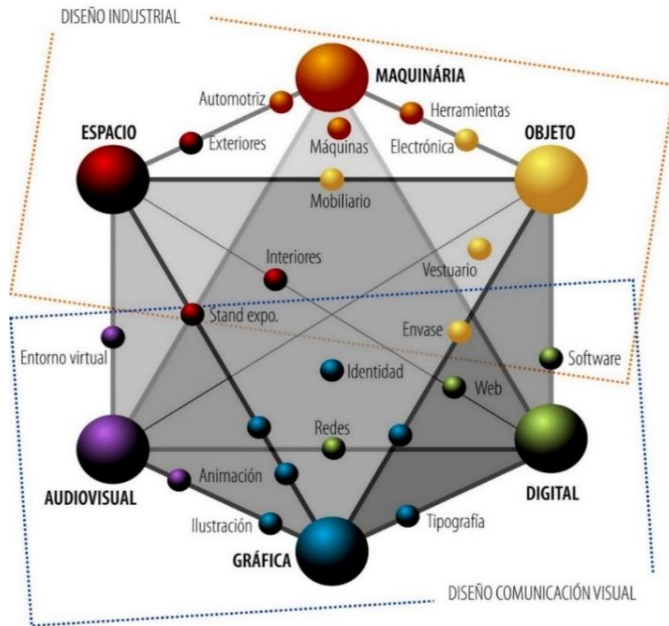 DISEÑO INDUSTRIAL
MAQUINÁRIA
Automotriz
Herramientas
ESPACIO
OBJETO
Exteriores
Máquinas
Electrónica
Mobiliario
Interiores
Vestuario
Stand expo.
Envase
Entorno virtual
Software
Identidad
Web
Redes
Animación
AUDIOVISUAL
DIGITAL
Ilustración
Tipografía
GRÁFICA
DISEÑO COMUNICACIÓN VISUAL